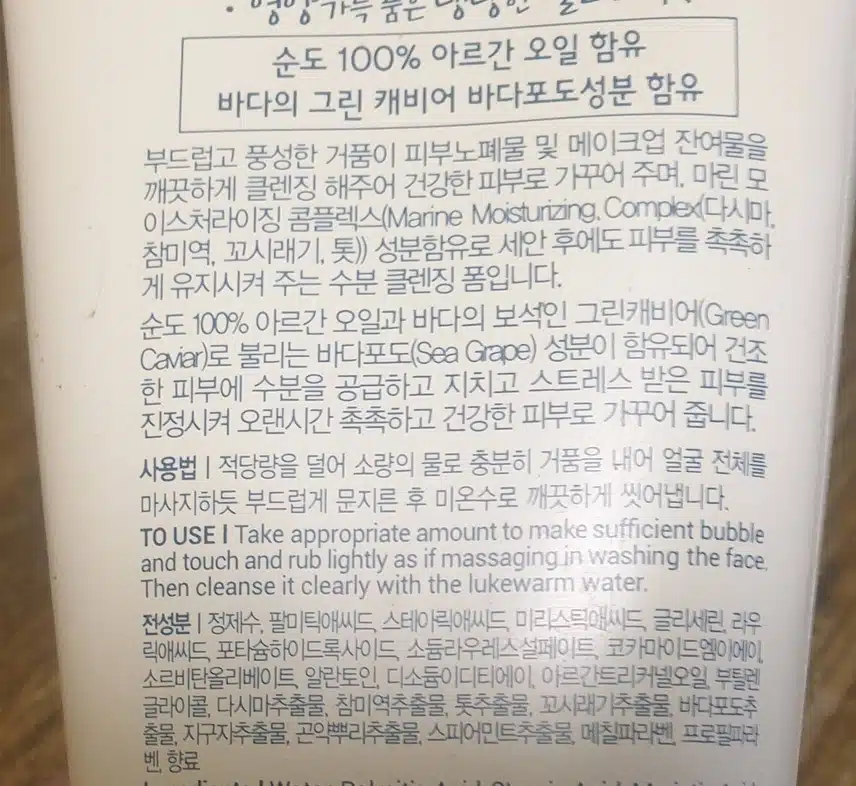 순도 100% 아르간 오일 함유
바다의 그린 캐비어 바다포도성분 함유
부드럽고 풍성한 거품이 피부노폐물 및 메이크업 잔여물을
깨끗하게 클렌징 해주어 건강한 피부로 가꾸어 주며, 마린 모
이스처라이징 콤플렉스(Marine Moisturizing.Complex(다시마,
참미역, 꼬시래기, 톳)) 성분함유로 세안 후에도 피부를 촉촉하
게 유지시켜 주는 수분 클렌징 폼입니다.
순도 100% 아르간 오일과 바다의 보석인 그린캐비어(Green
Caviar)로 불리는 바다포도(Sea Grape) 성분이 함유되어 건조
한 피부에 수분을 공급하고 지치고 스트레스 받은 피부를
진정시켜 오랜시간 촉촉하고 건강한 피부로 가꾸어 줍니다.
사용법 | 적당량을 덜어 소량의 물로 충분히 거품을 내어 얼굴 전체를
마사지하듯 부드럽게 문지른 후 미온수로 깨끗하게 씻어냅니다.
TO USE | Take appropriate amount to make sufficient bubble
and touch and rub lightly as if massaging in washing the face.
Then cleanse it clearly with the lukewarm water.
전성분 | 정제수, 팔미틱애씨드, 스테아릭애씨드, 미리스틱애씨드, 글리세린, 라우
릭애씨드, 포타슘하이드록사이드, 소듐라우레스설페이트, 코카마이드엠이에이,
소르비탄올리베이트, 알란토인, 디소듐이디티에이, 아르간트리커넬오일, 부틸렌
글라이콜, 다시마추출물, 참미역추출물, 톳추출물, 꼬시래기추출물, 바다포도추
출물, 지구자추출물, 곤약뿌리추출물, 스피어민트추출물, 메칠파라벤, 프로필파라
벤, 향료